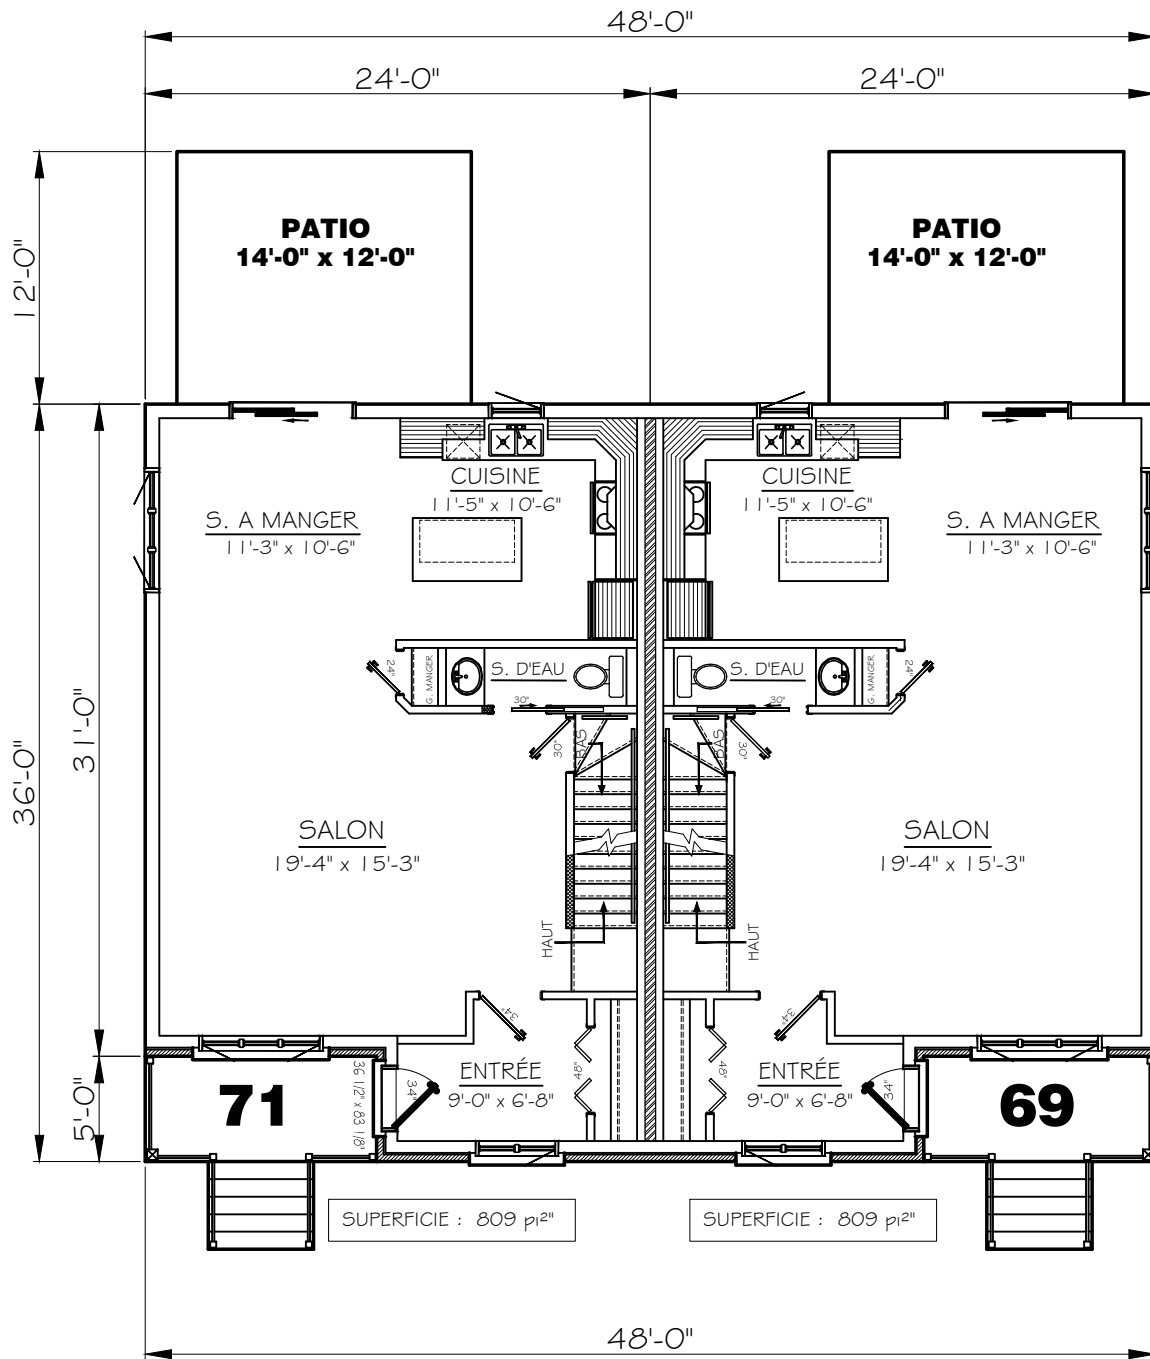 48'-0"
24'-0" 24'-0"
PATIO
14'-0" x 12'-0"
PATIO
14'-0" x 12'-0"
12'-0"
36'-0"
31'-0"
5'-0"
CUISINE
11'-5" x 10'-6"
CUISINE
11'-5" x 10'-6"
S. A MANGER
11'-3" x 10'-6"
S. A MANGER
11'-3" x 10'-6"
24"
G. MANGER
S. D'EAU
S. D'EAU
G. MANGER
24"
30"
30"
30"
BAS
BAS
30"
SALON
19'-4" x 15'-3"
SALON
19'-4" x 15'-3"
HAUT
HAUT
34"
34"
71
36 1/2" x 83 1/8"
34"
ENTRÉE
9'-0" x 6'-8"
48"
48"
ENTRÉE
9'-0" x 6'-8"
34"
69
SUPERFICIE : 809 pi²"
SUPERFICIE : 809 pi²"
48'-0"